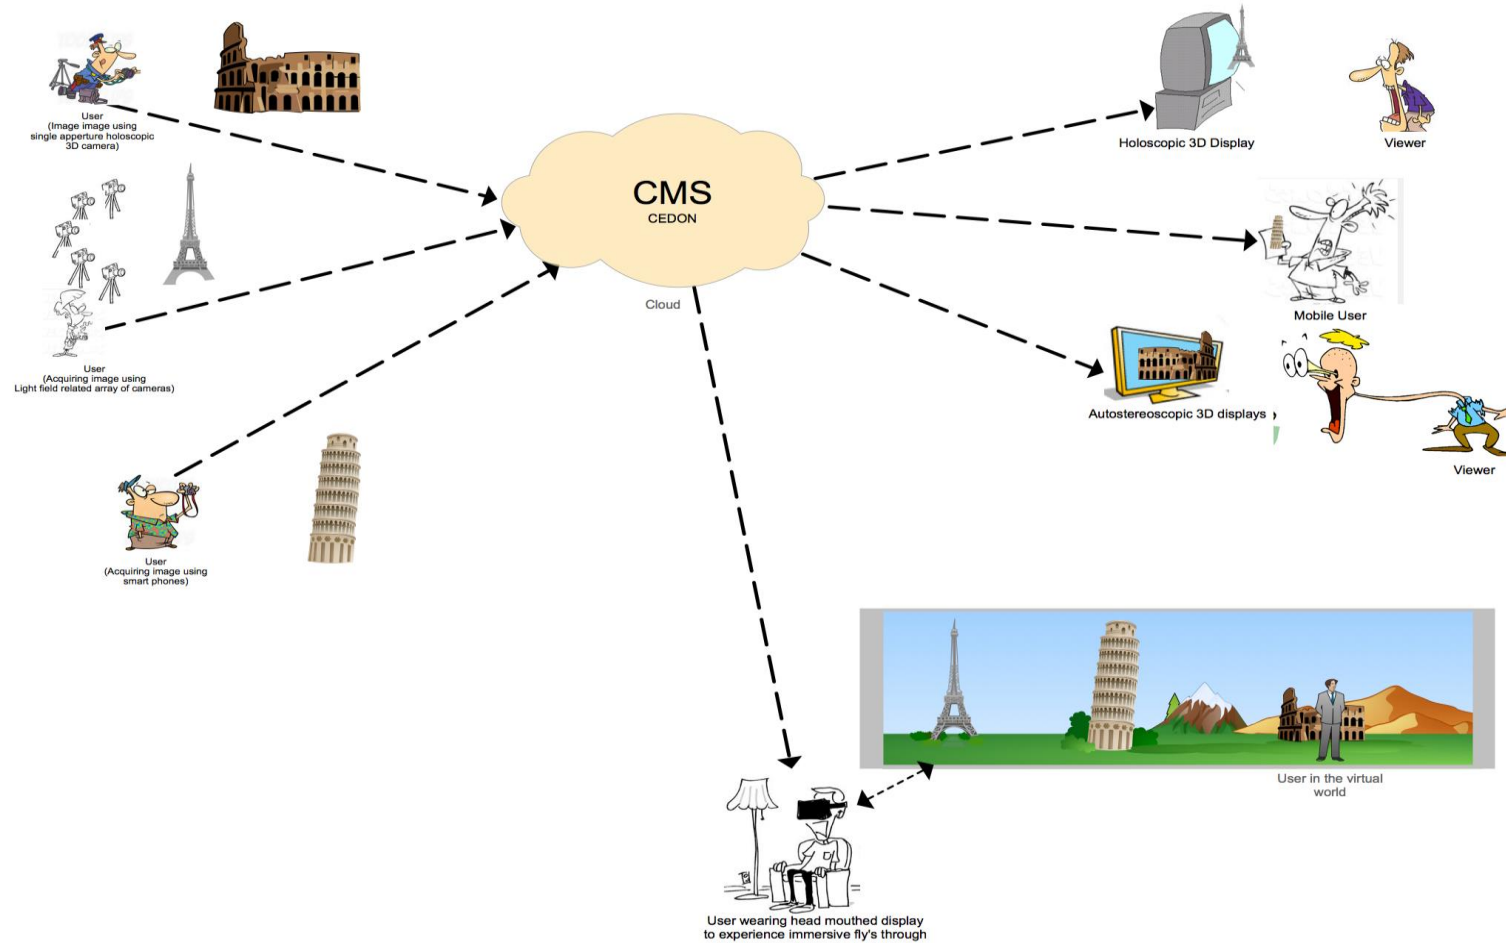 User
(Image image using
single apperture holoscopic
3D camera)
CMS
CEDON
Cloud
Holoscopic 3D Display
Viewer
Mobile User
User
(Acquiring image using
Light field related array of cameras)
Autostereoscopic 3D displays
Viewer
User
(Acquiring image using
smart phones)
User in the virtual
world
User wearing head mouthed display
to experience immersive fly's through